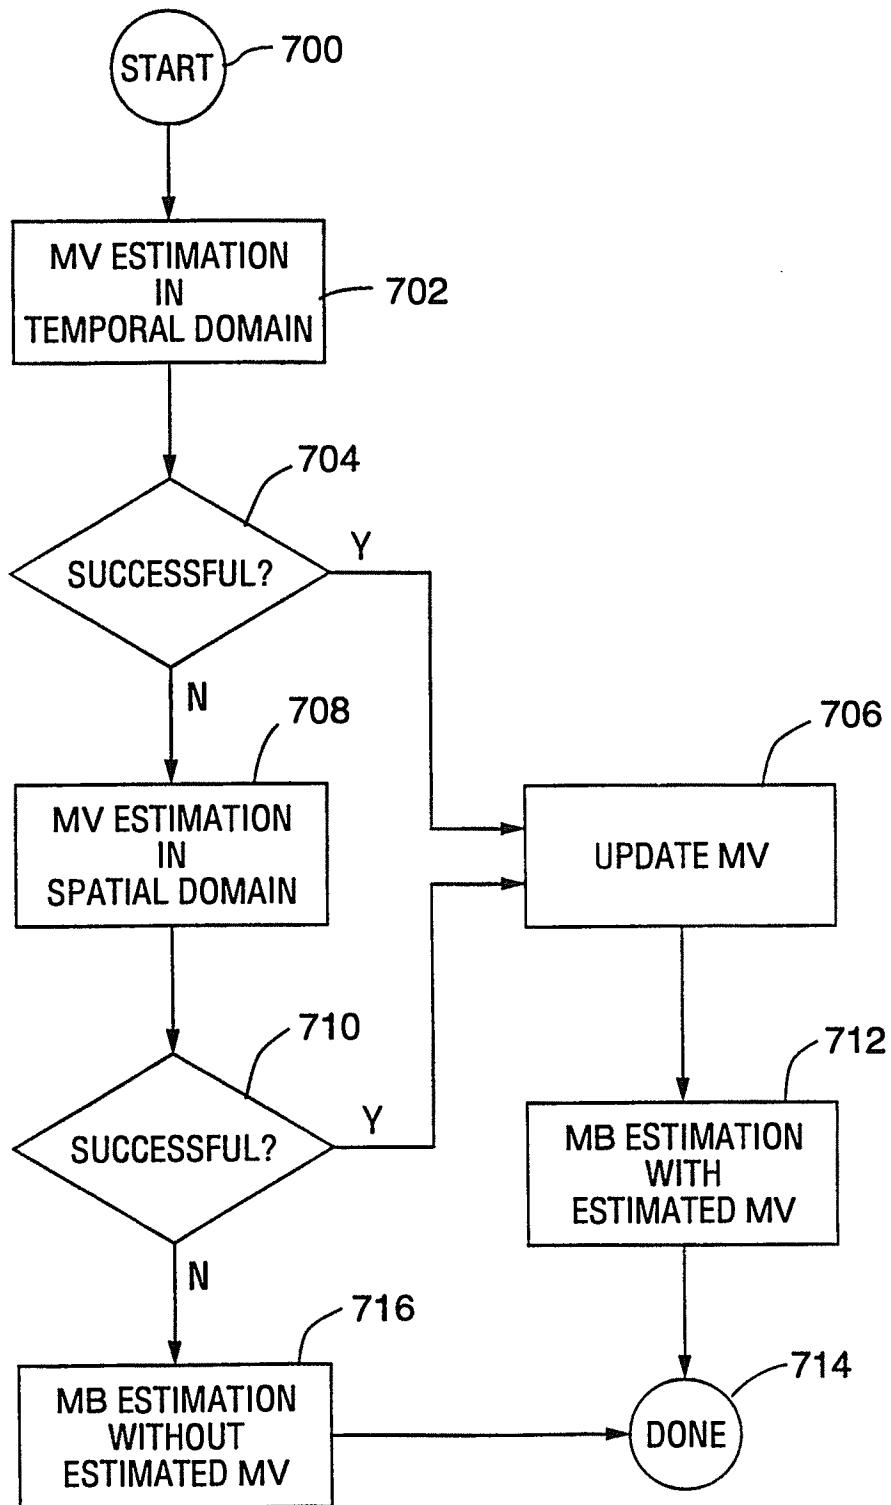 START
700
MV ESTIMATION
IN
TEMPORAL DOMAIN
702
704
SUCCESSFUL?
Y
N
708
MV ESTIMATION
IN
SPATIAL DOMAIN
706
UPDATE MV
710
SUCCESSFUL?
Y
N
712
MB ESTIMATION
WITH
ESTIMATED MV
716
MB ESTIMATION
WITHOUT
ESTIMATED MV
714
DONE